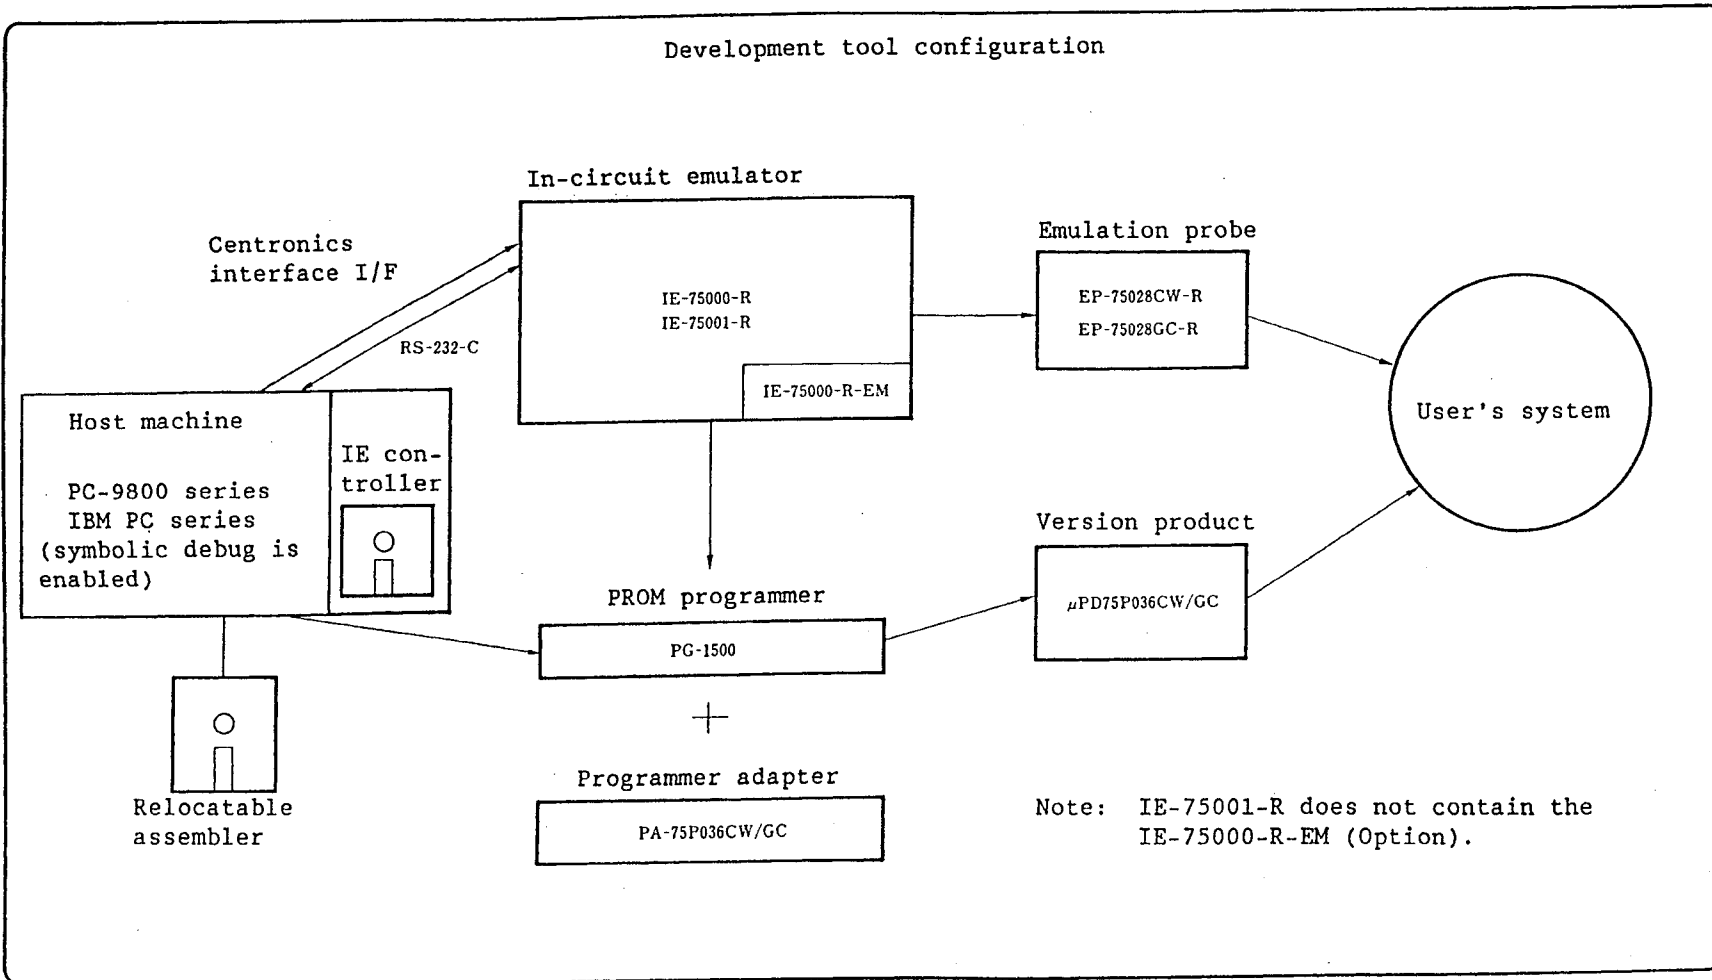 Development tool configuration
In-circuit emulator
Centronics
interface I/F
RS-232-C
IE-75000-R
IE-75001-R
IE-75000-R-EM
Emulation probe
EP-75028CW-R
EP-75028GC-R
User's system
Host machine
PC-9800 series
IBM PC series
(symbolic debug is
enabled)
IE con-
troller
Relocatable
assembler
PROM programmer
PG-1500
+
Programmer adapter
PA-75P036CW/GC
Version product
μPD75P036CW/GC
Note: IE-75001-R does not contain the
IE-75000-R-EM (Option).